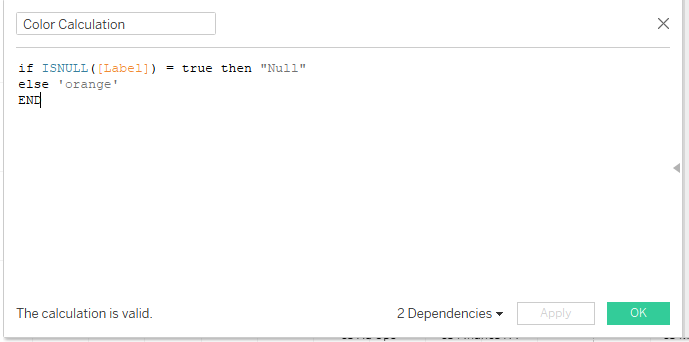 Color Calculation
if ISNULL([Label]) = true then "Null"
else 'orange'
END
The calculation is valid.
2 Dependencies
Apply
OK